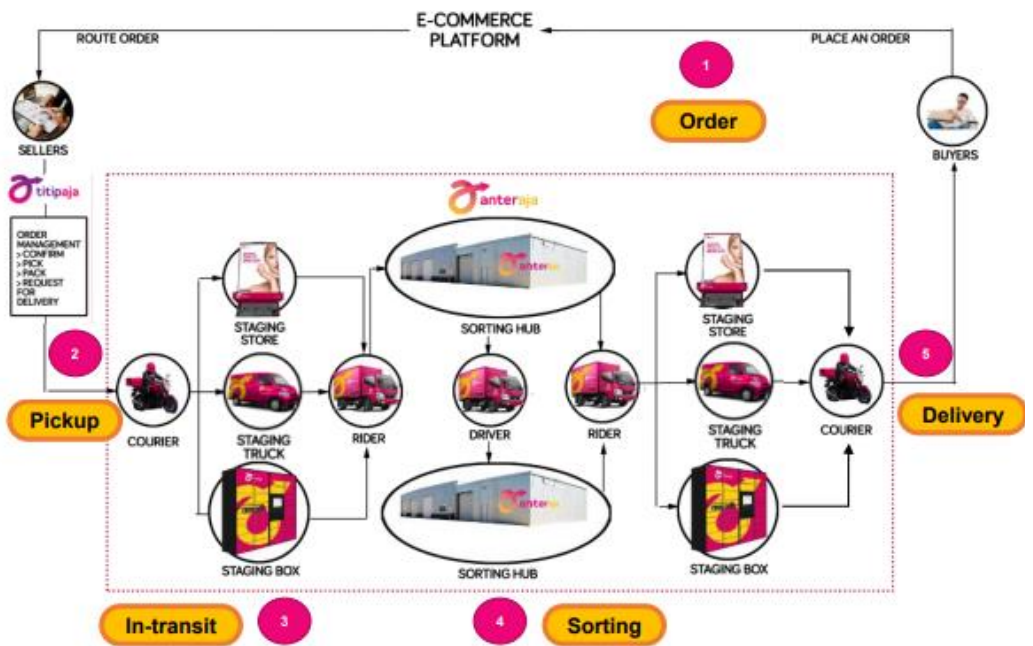 E-COMMERCE
PLATFORM
ROUTE ORDER
PLACE AN ORDER
1
Order
SELLERS
BUYERS
titipaja
anteraja
ORDER
MANAGEMENT
> CONFIRM
> PICK
> PACK
> REQUEST
FOR
DELIVERY
anteraja
STAGING
STORE
SORTING HUB
STAGING
STORE
2
5
Pickup
COURIER
STAGING
TRUCK
RIDER
DRIVER
RIDER
STAGING
TRUCK
COURIER
Delivery
anteraja
STAGING BOX
SORTING HUB
STAGING BOX
In-transit
3
4
Sorting